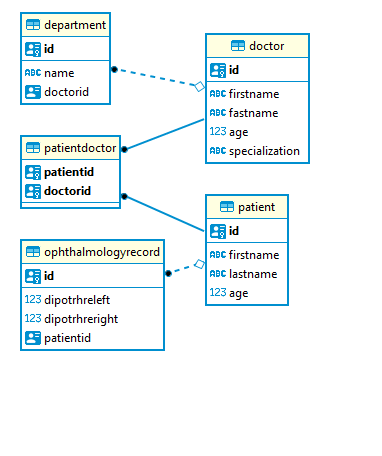 department
id
ABC name
doctorid
doctor
id
ABC firstname
ABC fastname
123 age
ABC specialization
patientdoctor
patientid
doctorid
patient
id
ABC firstname
ABC lastname
123 age
ophthalmologyrecord
id
123 dipotrhreleft
123 dipotrhreright
patientid